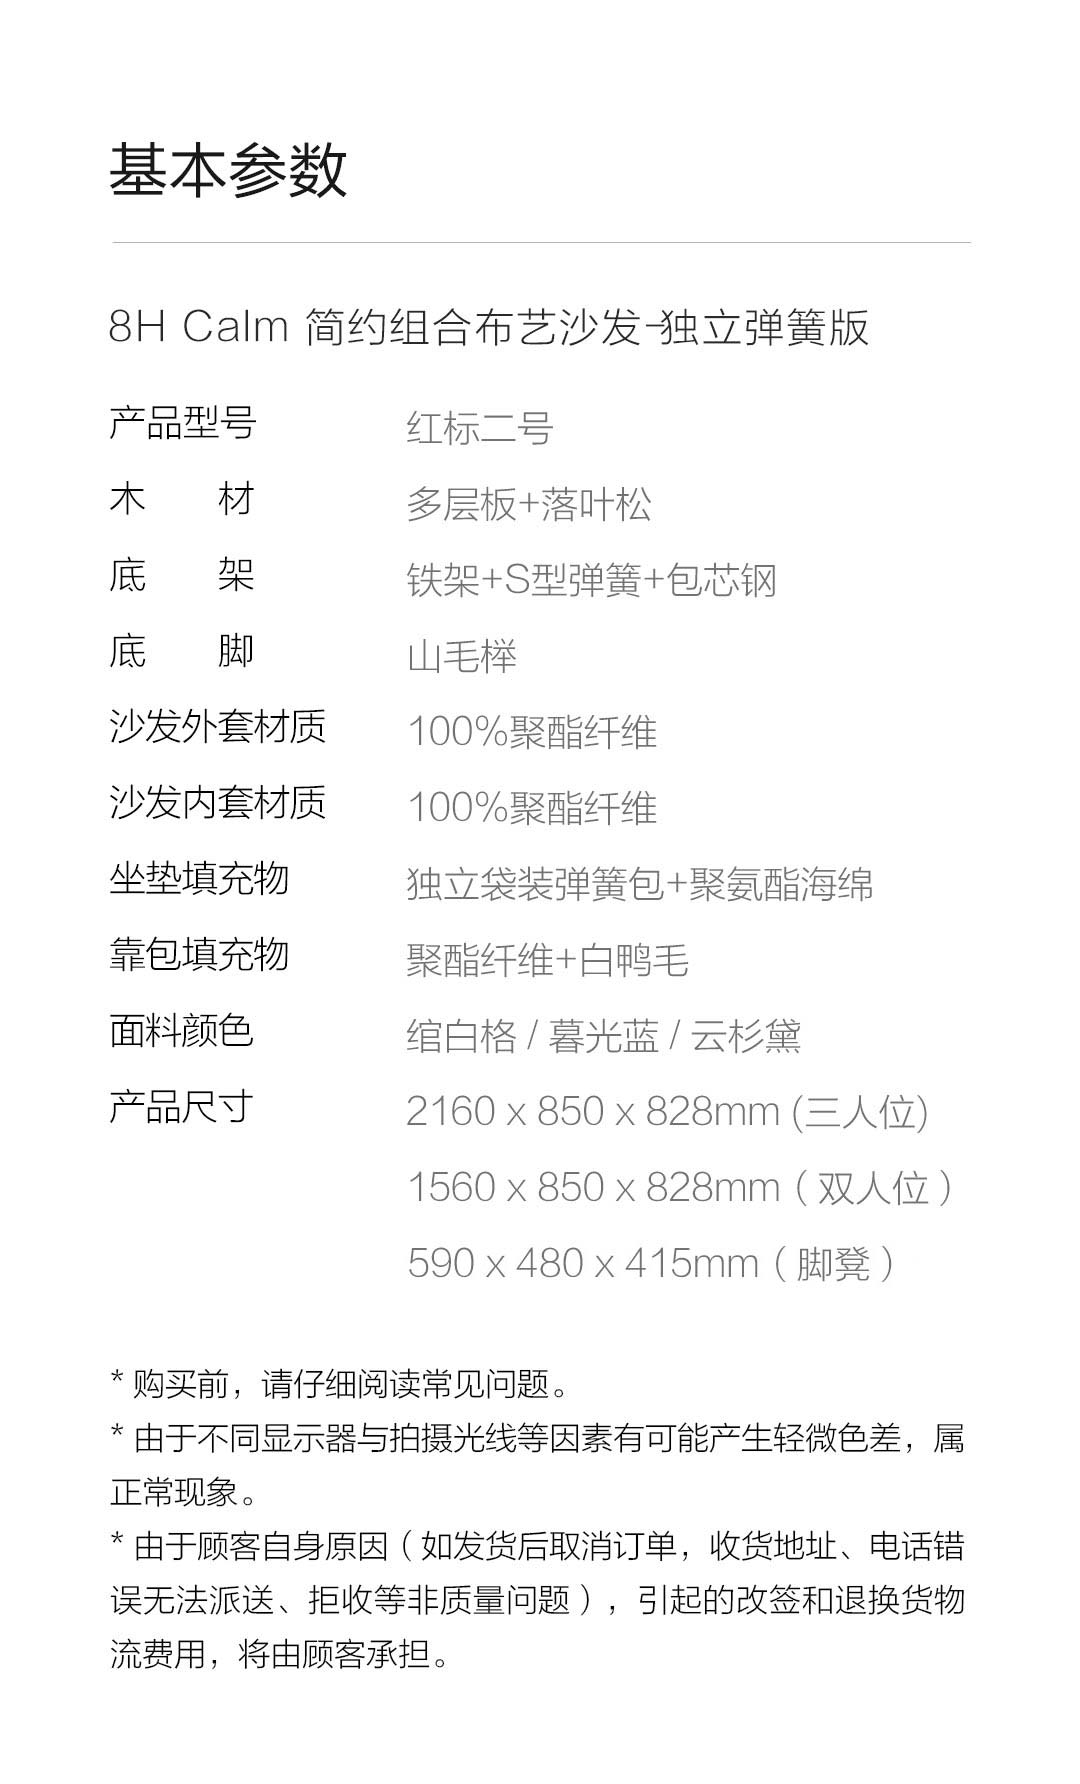 基本参数
8H Calm 简约组合布艺沙发-独立弹簧版
产品型号 红标二号
木材 多层板+落叶松
底架 铁架+S型弹簧+包芯钢
底脚 山毛榉
沙发外套材质 100%聚酯纤维
沙发内套材质 100%聚酯纤维
坐垫填充物 独立袋装弹簧包+聚氨酯海绵
靠包填充物 聚酯纤维+白鸭毛
面料颜色 绾白格 / 暮光蓝 / 云杉黛
产品尺寸 2160 x 850 x 828mm (三人位)
1560 x 850 x 828mm（双人位）
590 x 480 x 415mm（脚凳）
* 购买前，请仔细阅读常见问题。
* 由于不同显示器与拍摄光线等因素有可能产生轻微色差，属
正常现象。
* 由于顾客自身原因（如发货后取消订单，收货地址、电话错
误无法派送、拒收等非质量问题），引起的改签和退换货物
流费用，将由顾客承担。